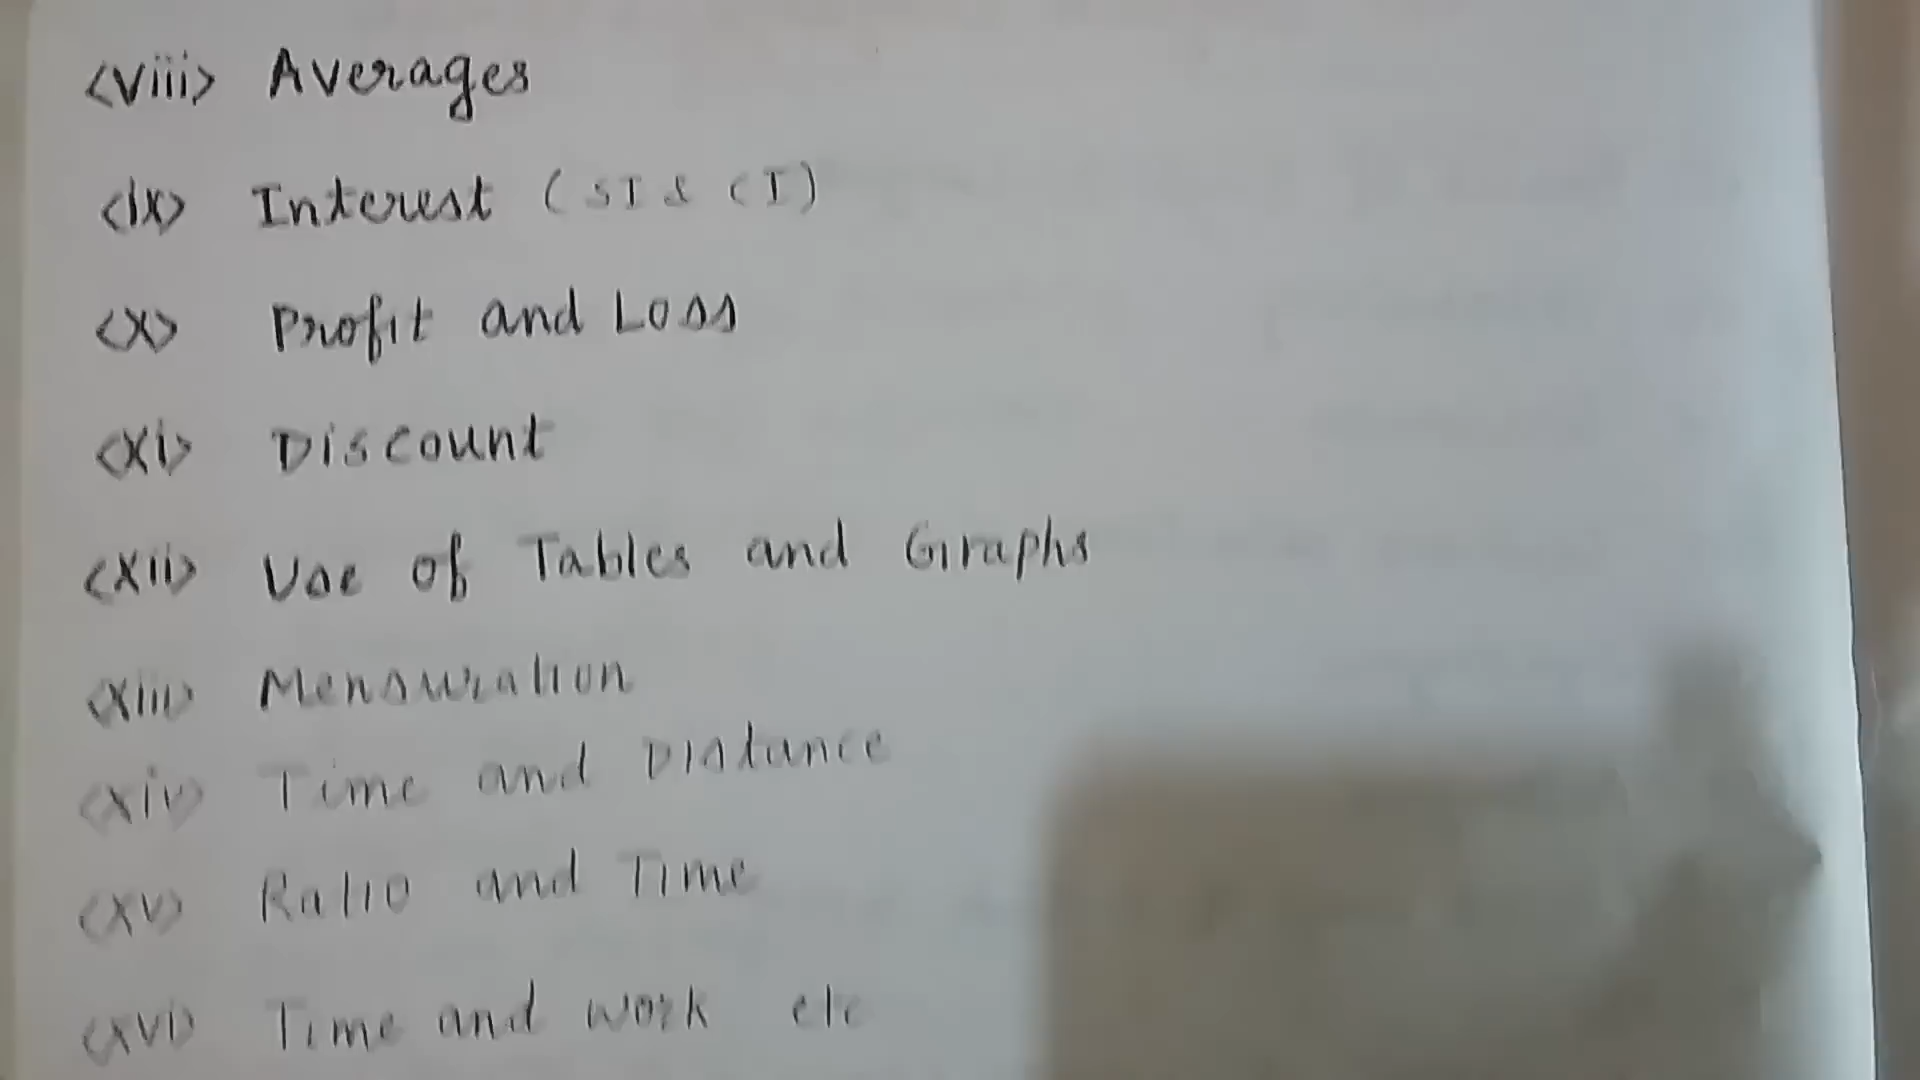 <viii> Averages
<ix> Interest (SI & CI)
<x> Profit and Loss
<xi> Discount
<xii> Use of Tables and Graphs
<xiii> Mensuration
<xiv> Time and Distance
<xv> Ratio and Time
<xvi> Time and work etc